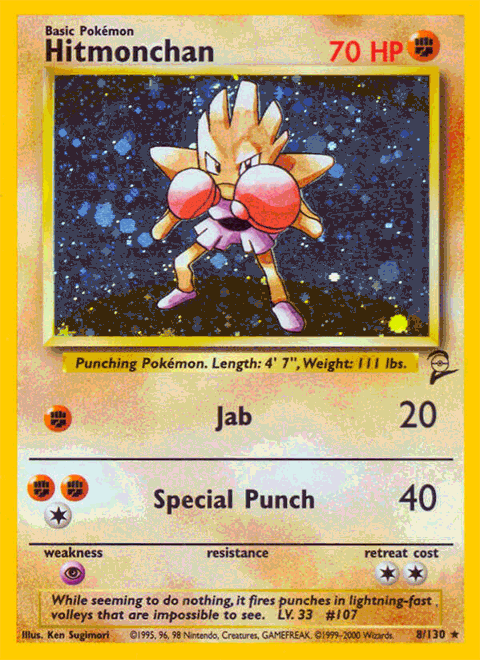 Basic Pokémon
Hitmonchan 70 HP
Punching Pokémon. Length: 4' 7", Weight: 111 lbs.
Jab 20
Special Punch 40
weakness resistance retreat cost
While seeming to do nothing, it fires punches in lightning-fast
volleys that are impossible to see. LV. 33 #107
Illus. Ken Sugimori ©1995, 96, 98 Nintendo, Creatures, GAMEFREAK. ©1999-2000 Wizards. 8/130 ★